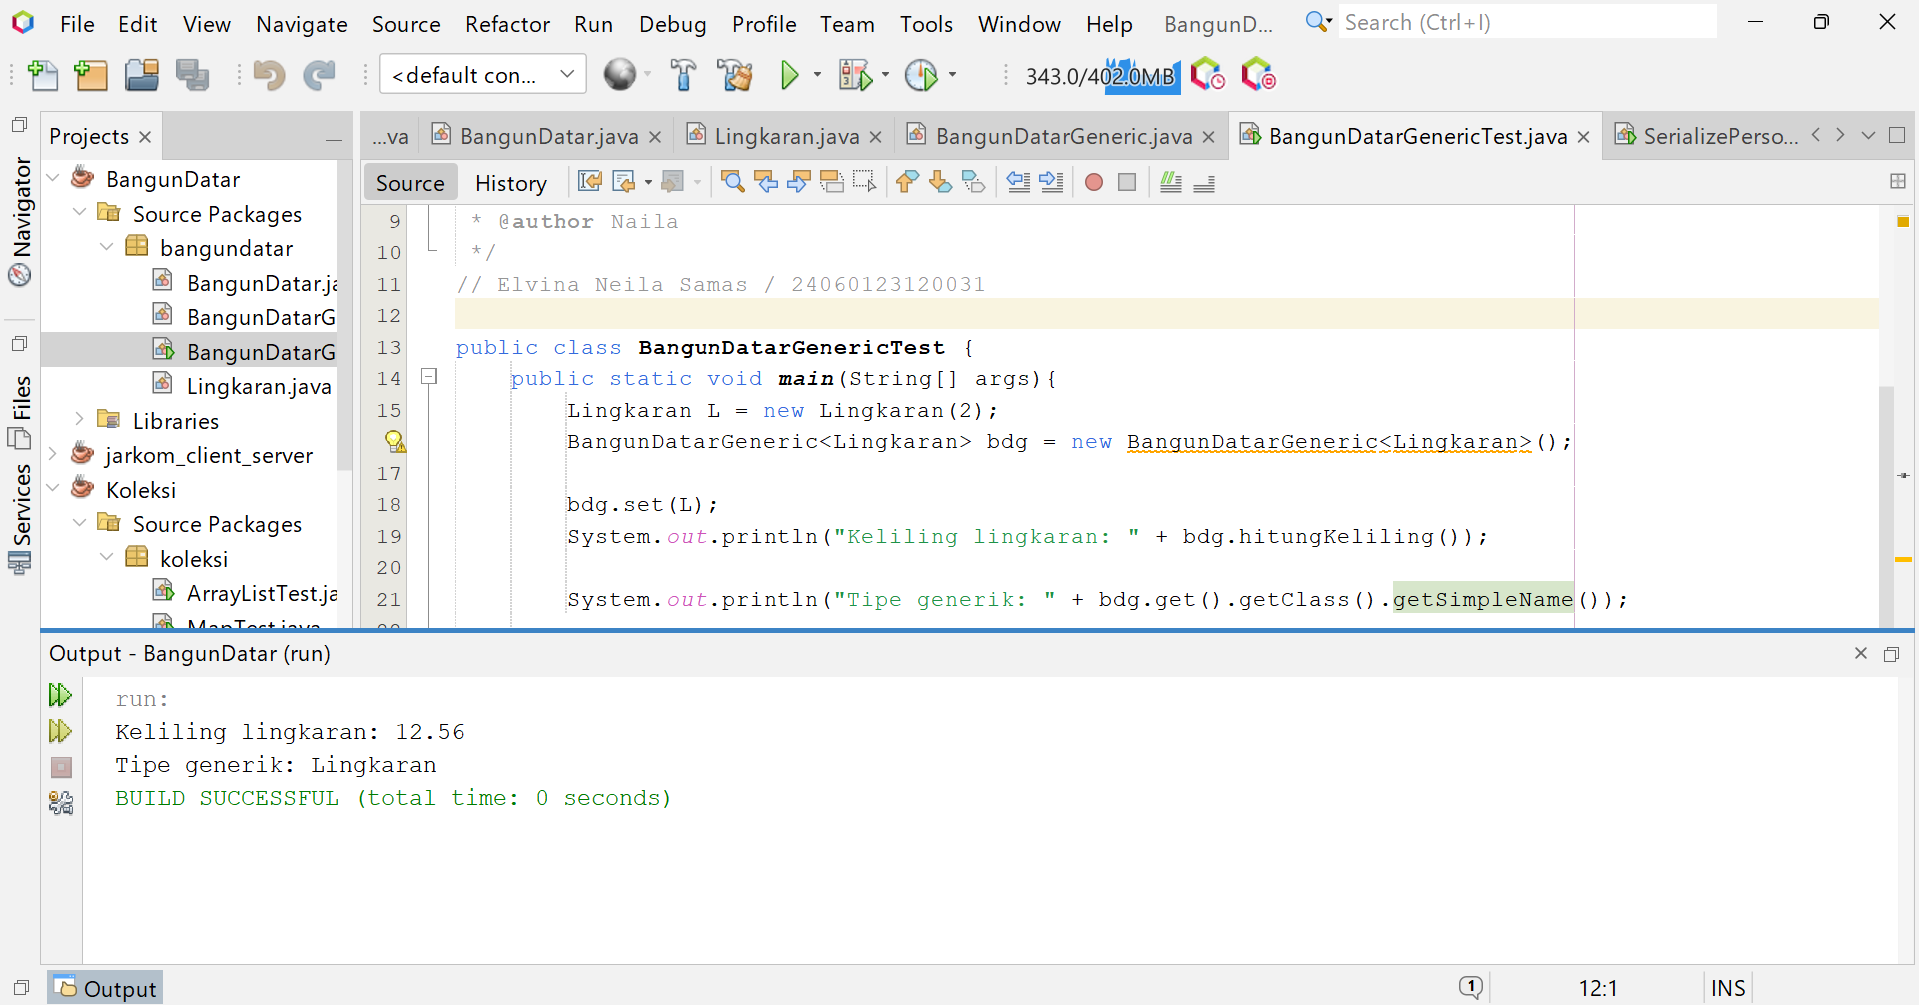 File Edit View Navigate Source Refactor Run Debug Profile Team Tools Window Help BangunD... Search (Ctrl+I)
<default con... 343.0/402.0MB
Projects
...va BangunDatar.java Lingkaran.java BangunDatarGeneric.java BangunDatarGenericTest.java SerializePerso...
Navigator
Files
Services
BangunDatar
Source Packages
bangundatar
BangunDatar.ja
BangunDatarG
BangunDatarG
Lingkaran.java
Libraries
jarkom_client_server
Koleksi
Source Packages
koleksi
ArrayListTest.ja
MapTest.java
Source History
9 * @author Naila
10 */
11 // Elvina Neila Samas / 24060123120031
12
13 public class BangunDatarGenericTest {
14 public static void main(String[] args){
15 Lingkaran L = new Lingkaran(2);
BangunDatarGeneric<Lingkaran> bdg = new BangunDatarGeneric<Lingkaran>();
17
18 bdg.set(L);
19 System.out.println("Keliling lingkaran: " + bdg.hitungKeliling());
20
21 System.out.println("Tipe generik: " + bdg.get().getClass().getSimpleName());
Output - BangunDatar (run)
run:
Keliling lingkaran: 12.56
Tipe generik: Lingkaran
BUILD SUCCESSFUL (total time: 0 seconds)
Output 1 12:1 INS